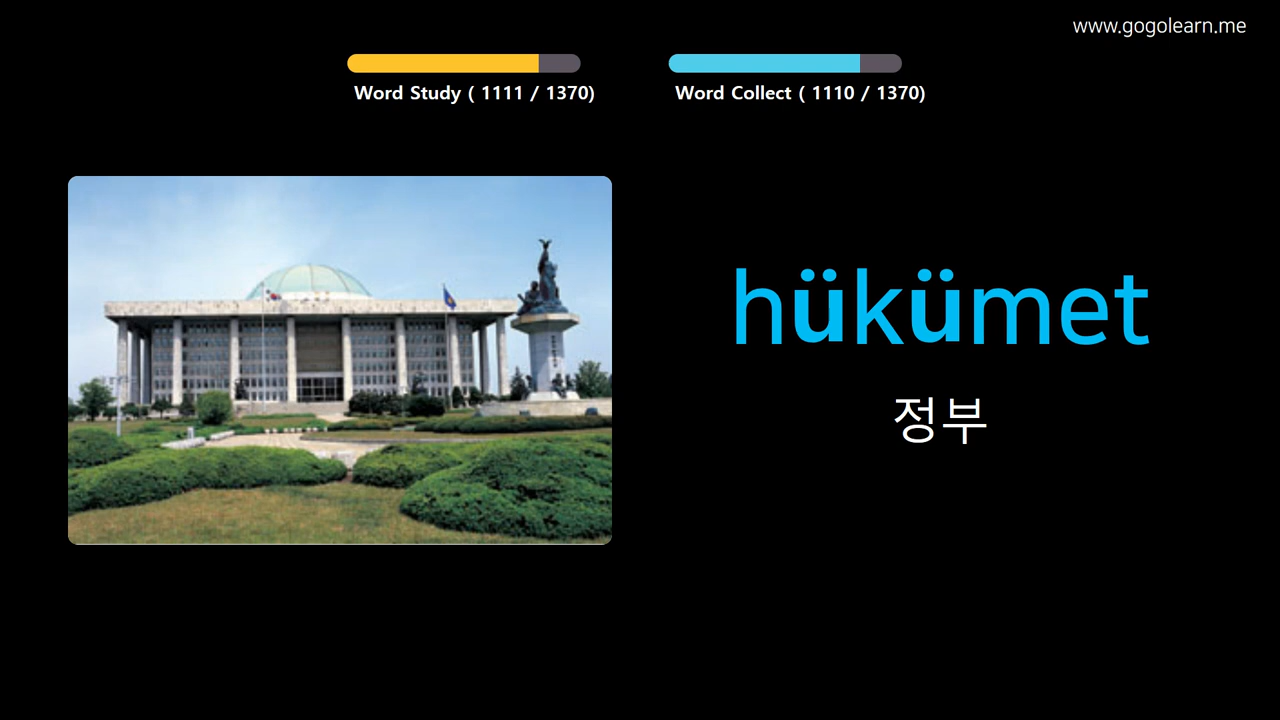 www.gogolearn.me
Word Study ( 1111 / 1370)
Word Collect ( 1110 / 1370)
hükümet
정부